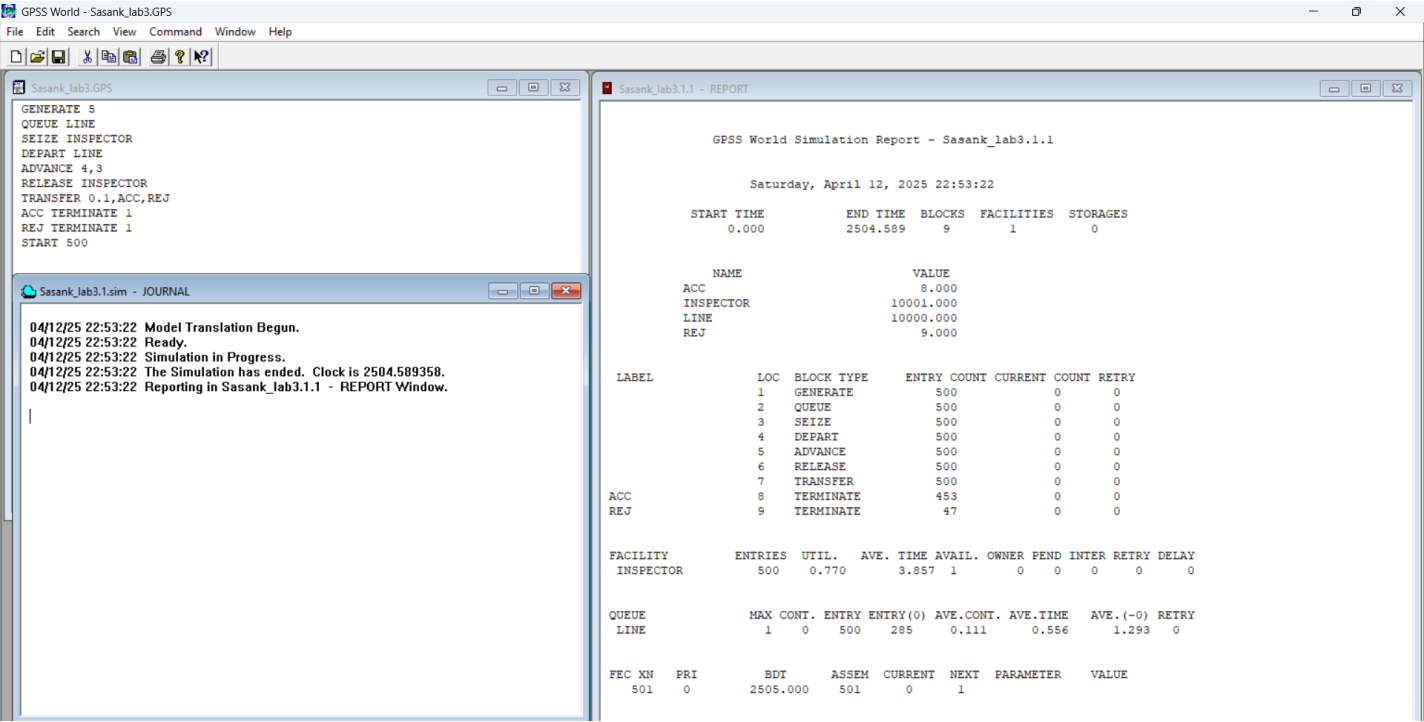 GPSS World - Sasank_lab3.GPS
File Edit Search View Command Window Help
Sasank_lab3.GPS
GENERATE 5
QUEUE LINE
SEIZE INSPECTOR
DEPART LINE
ADVANCE 4,3
RELEASE INSPECTOR
TRANSFER 0.1,ACC,REJ
ACC TERMINATE 1
REJ TERMINATE 1
START 500
Sasank_lab3.1.sim - JOURNAL
04/12/25 22:53:22 Model Translation Begun.
04/12/25 22:53:22 Ready.
04/12/25 22:53:22 Simulation in Progress.
04/12/25 22:53:22 The Simulation has ended. Clock is 2504.589358.
04/12/25 22:53:22 Reporting in Sasank_lab3.1.1 - REPORT Window.
Sasank_lab3.1.1 - REPORT
GPSS World Simulation Report - Sasank_lab3.1.1
Saturday, April 12, 2025 22:53:22
START TIME END TIME BLOCKS FACILITIES STORAGES
0.000 2504.589 9 1 0
NAME VALUE
ACC 8.000
INSPECTOR 10001.000
LINE 10000.000
REJ 9.000
LABEL LOC BLOCK TYPE ENTRY COUNT CURRENT COUNT RETRY
1 GENERATE 500 0 0
2 QUEUE 500 0 0
3 SEIZE 500 0 0
4 DEPART 500 0 0
5 ADVANCE 500 0 0
6 RELEASE 500 0 0
7 TRANSFER 500 0 0
ACC 8 TERMINATE 453 0 0
REJ 9 TERMINATE 47 0 0
FACILITY ENTRIES UTIL. AVE. TIME AVAIL. OWNER PEND INTER RETRY DELAY
INSPECTOR 500 0.770 3.857 1 0 0 0 0 0
QUEUE MAX CONT. ENTRY ENTRY(0) AVE.CONT. AVE.TIME AVE.(-0) RETRY
LINE 1 0 500 285 0.111 0.556 1.293 0
FEC XN PRI BDT ASSEM CURRENT NEXT PARAMETER VALUE
501 0 2505.000 501 0 1